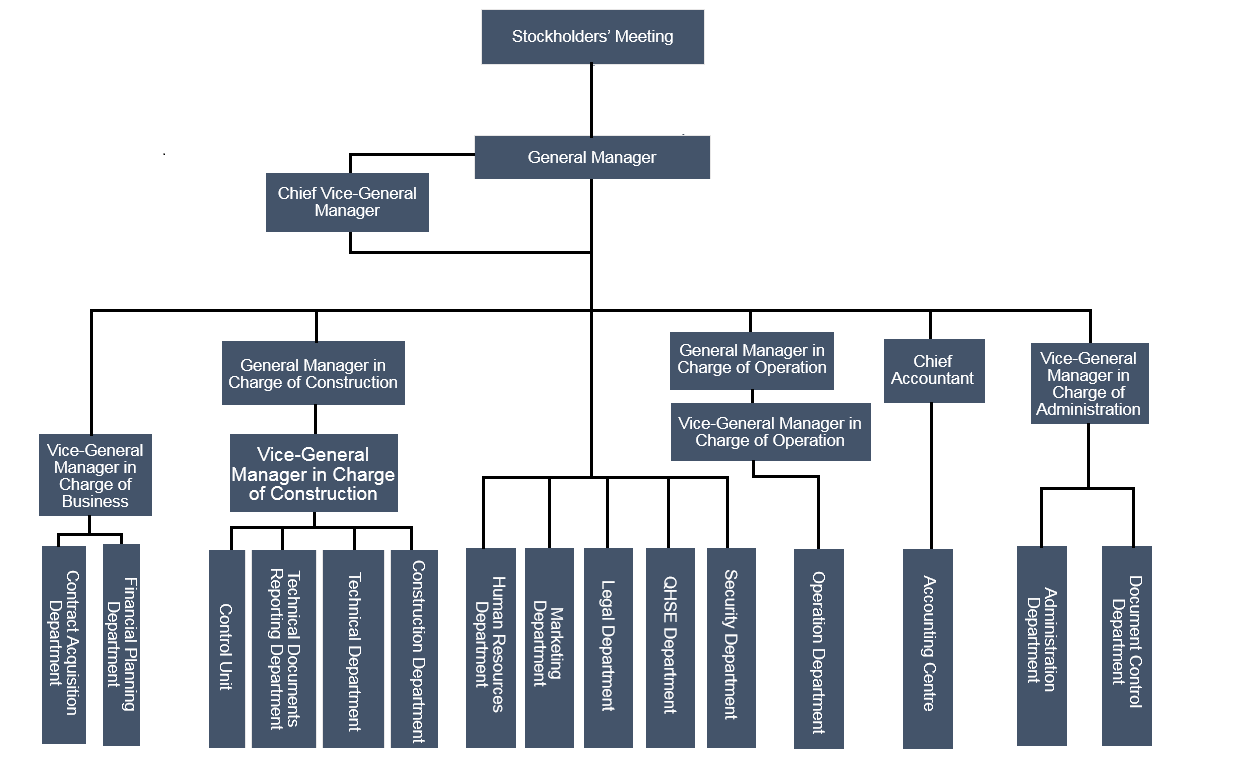 Stockholders’ Meeting
General Manager
Chief Vice-General
Manager
General Manager in
Charge of Construction
General Manager in
Charge of Operation
Chief
Accountant
Vice-General
Manager in
Charge of
Administration
Vice-General Manager in
Charge of Operation
Vice-General
Manager in
Charge of
Business
Vice-General
Manager in Charge
of Construction
Contract Acquisition
Department
Financial Planning
Department
Control Unit
Technical Documents
Reporting Department
Technical Department
Construction Department
Human Resources
Department
Marketing
Department
Legal Department
QHSE Department
Security Department
Operation Department
Accounting Centre
Administration
Department
Document Control
Department